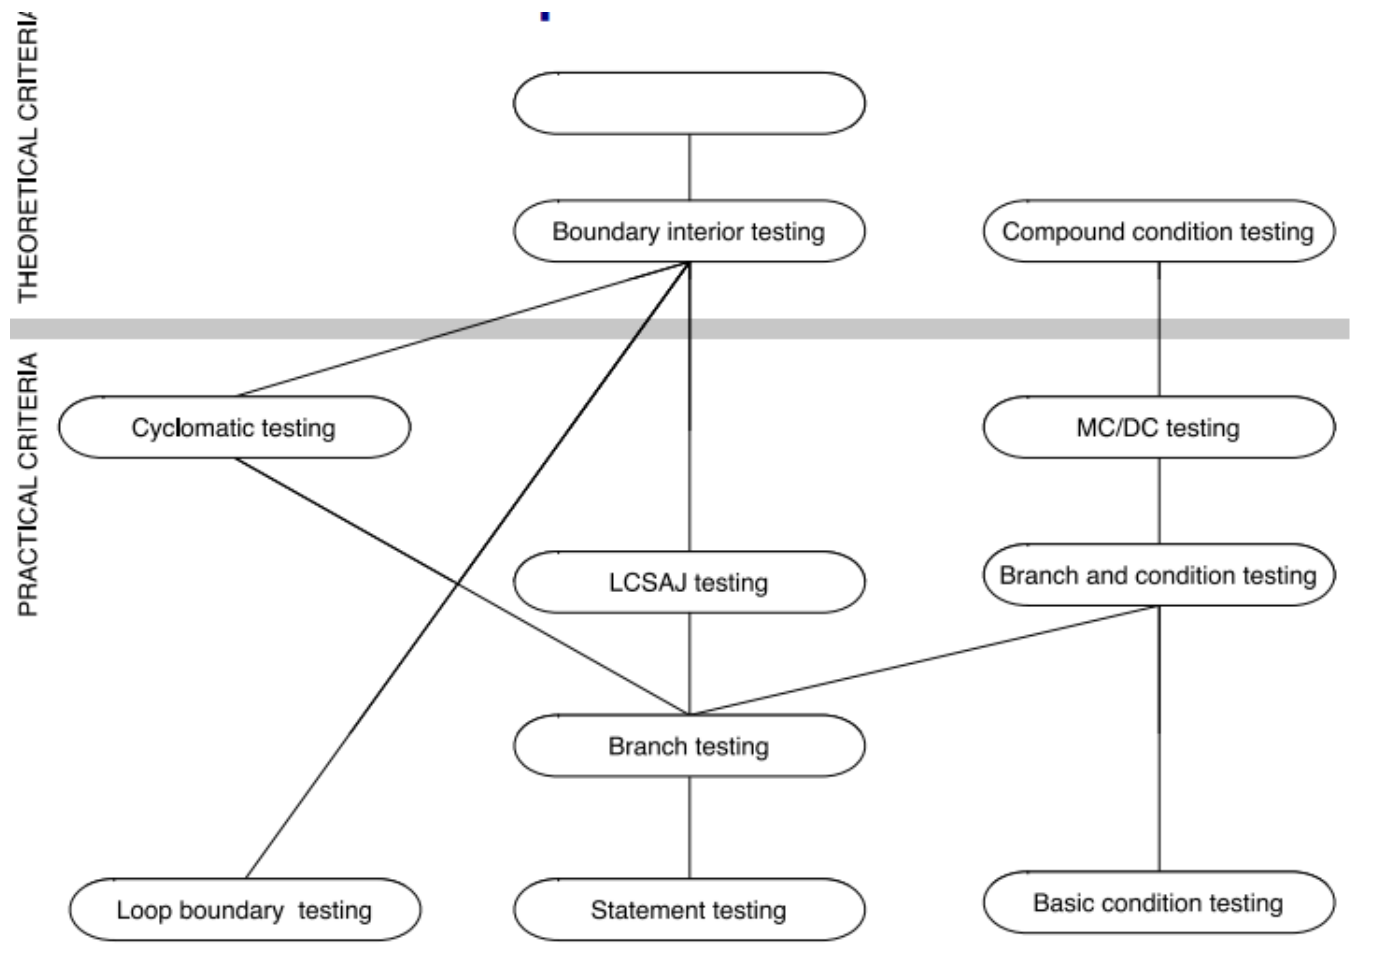 THEORETICAL CRITERIA
Boundary interior testing
Compound condition testing
PRACTICAL CRITERIA
Cyclomatic testing
MC/DC testing
LCSAJ testing
Branch and condition testing
Branch testing
Loop boundary testing
Statement testing
Basic condition testing